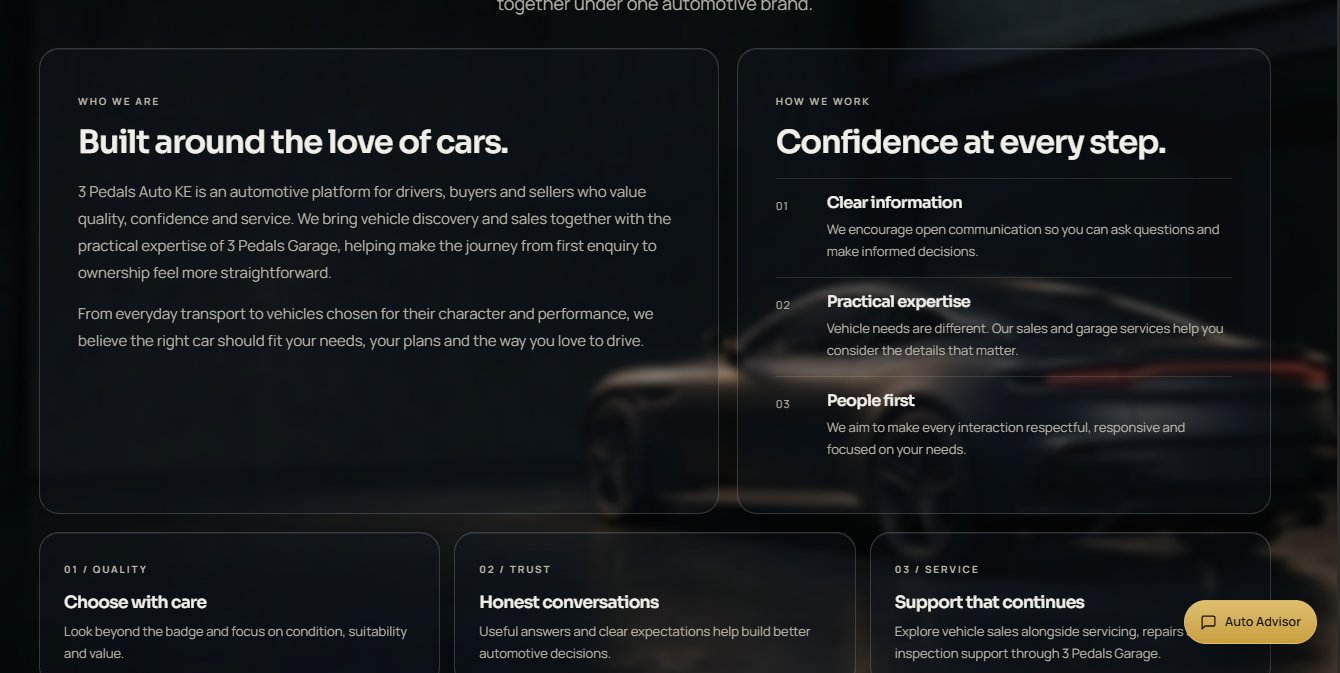 together under one automotive brand.
WHO WE ARE
Built around the love of cars.
3 Pedals Auto KE is an automotive platform for drivers, buyers and sellers who value
quality, confidence and service. We bring vehicle discovery and sales together with the
practical expertise of 3 Pedals Garage, helping make the journey from first enquiry to
ownership feel more straightforward.
From everyday transport to vehicles chosen for their character and performance, we
believe the right car should fit your needs, your plans and the way you love to drive.
HOW WE WORK
Confidence at every step.
01
Clear information
We encourage open communication so you can ask questions and
make informed decisions.
02
Practical expertise
Vehicle needs are different. Our sales and garage services help you
consider the details that matter.
03
People first
We aim to make every interaction respectful, responsive and
focused on your needs.
01 / QUALITY
Choose with care
Look beyond the badge and focus on condition, suitability
and value.
02 / TRUST
Honest conversations
Useful answers and clear expectations help build better
automotive decisions.
03 / SERVICE
Support that continues
Explore vehicle sales alongside servicing, repairs
inspection support through 3 Pedals Garage.
Auto Advisor